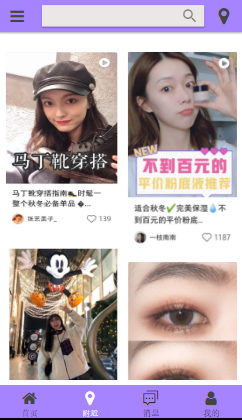 马丁靴穿搭
马丁靴穿搭指南👞,时髦一
整个秋冬必备单品 �...
139
NEW
不到百元的
平价粉底液推荐
适合秋冬✅完美保湿💧不
到百元的平价粉底..
一枝南南
1187
首页
附近
消息
我的